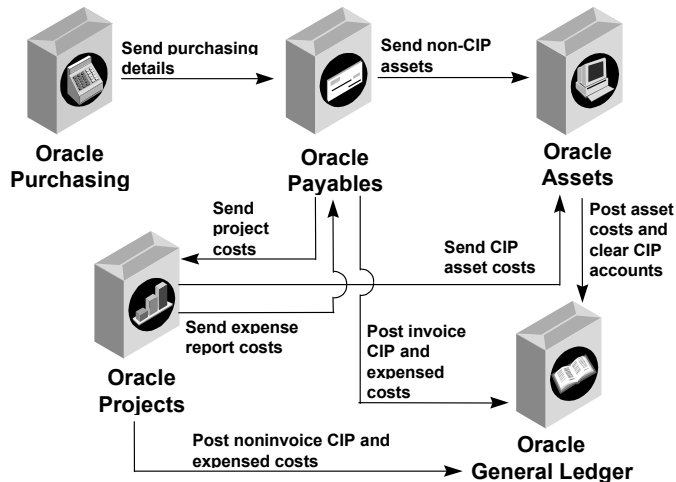 Send purchasing
details
Send non-CIP
assets
Oracle
Purchasing
Oracle
Payables
Oracle
Assets
Send
project
costs
Send CIP
asset costs
Post asset
costs and
clear CIP
accounts
Send expense
report costs
Post invoice
CIP and
expensed
costs
Oracle
Projects
Post noninvoice CIP and
expensed costs
Oracle
General Ledger